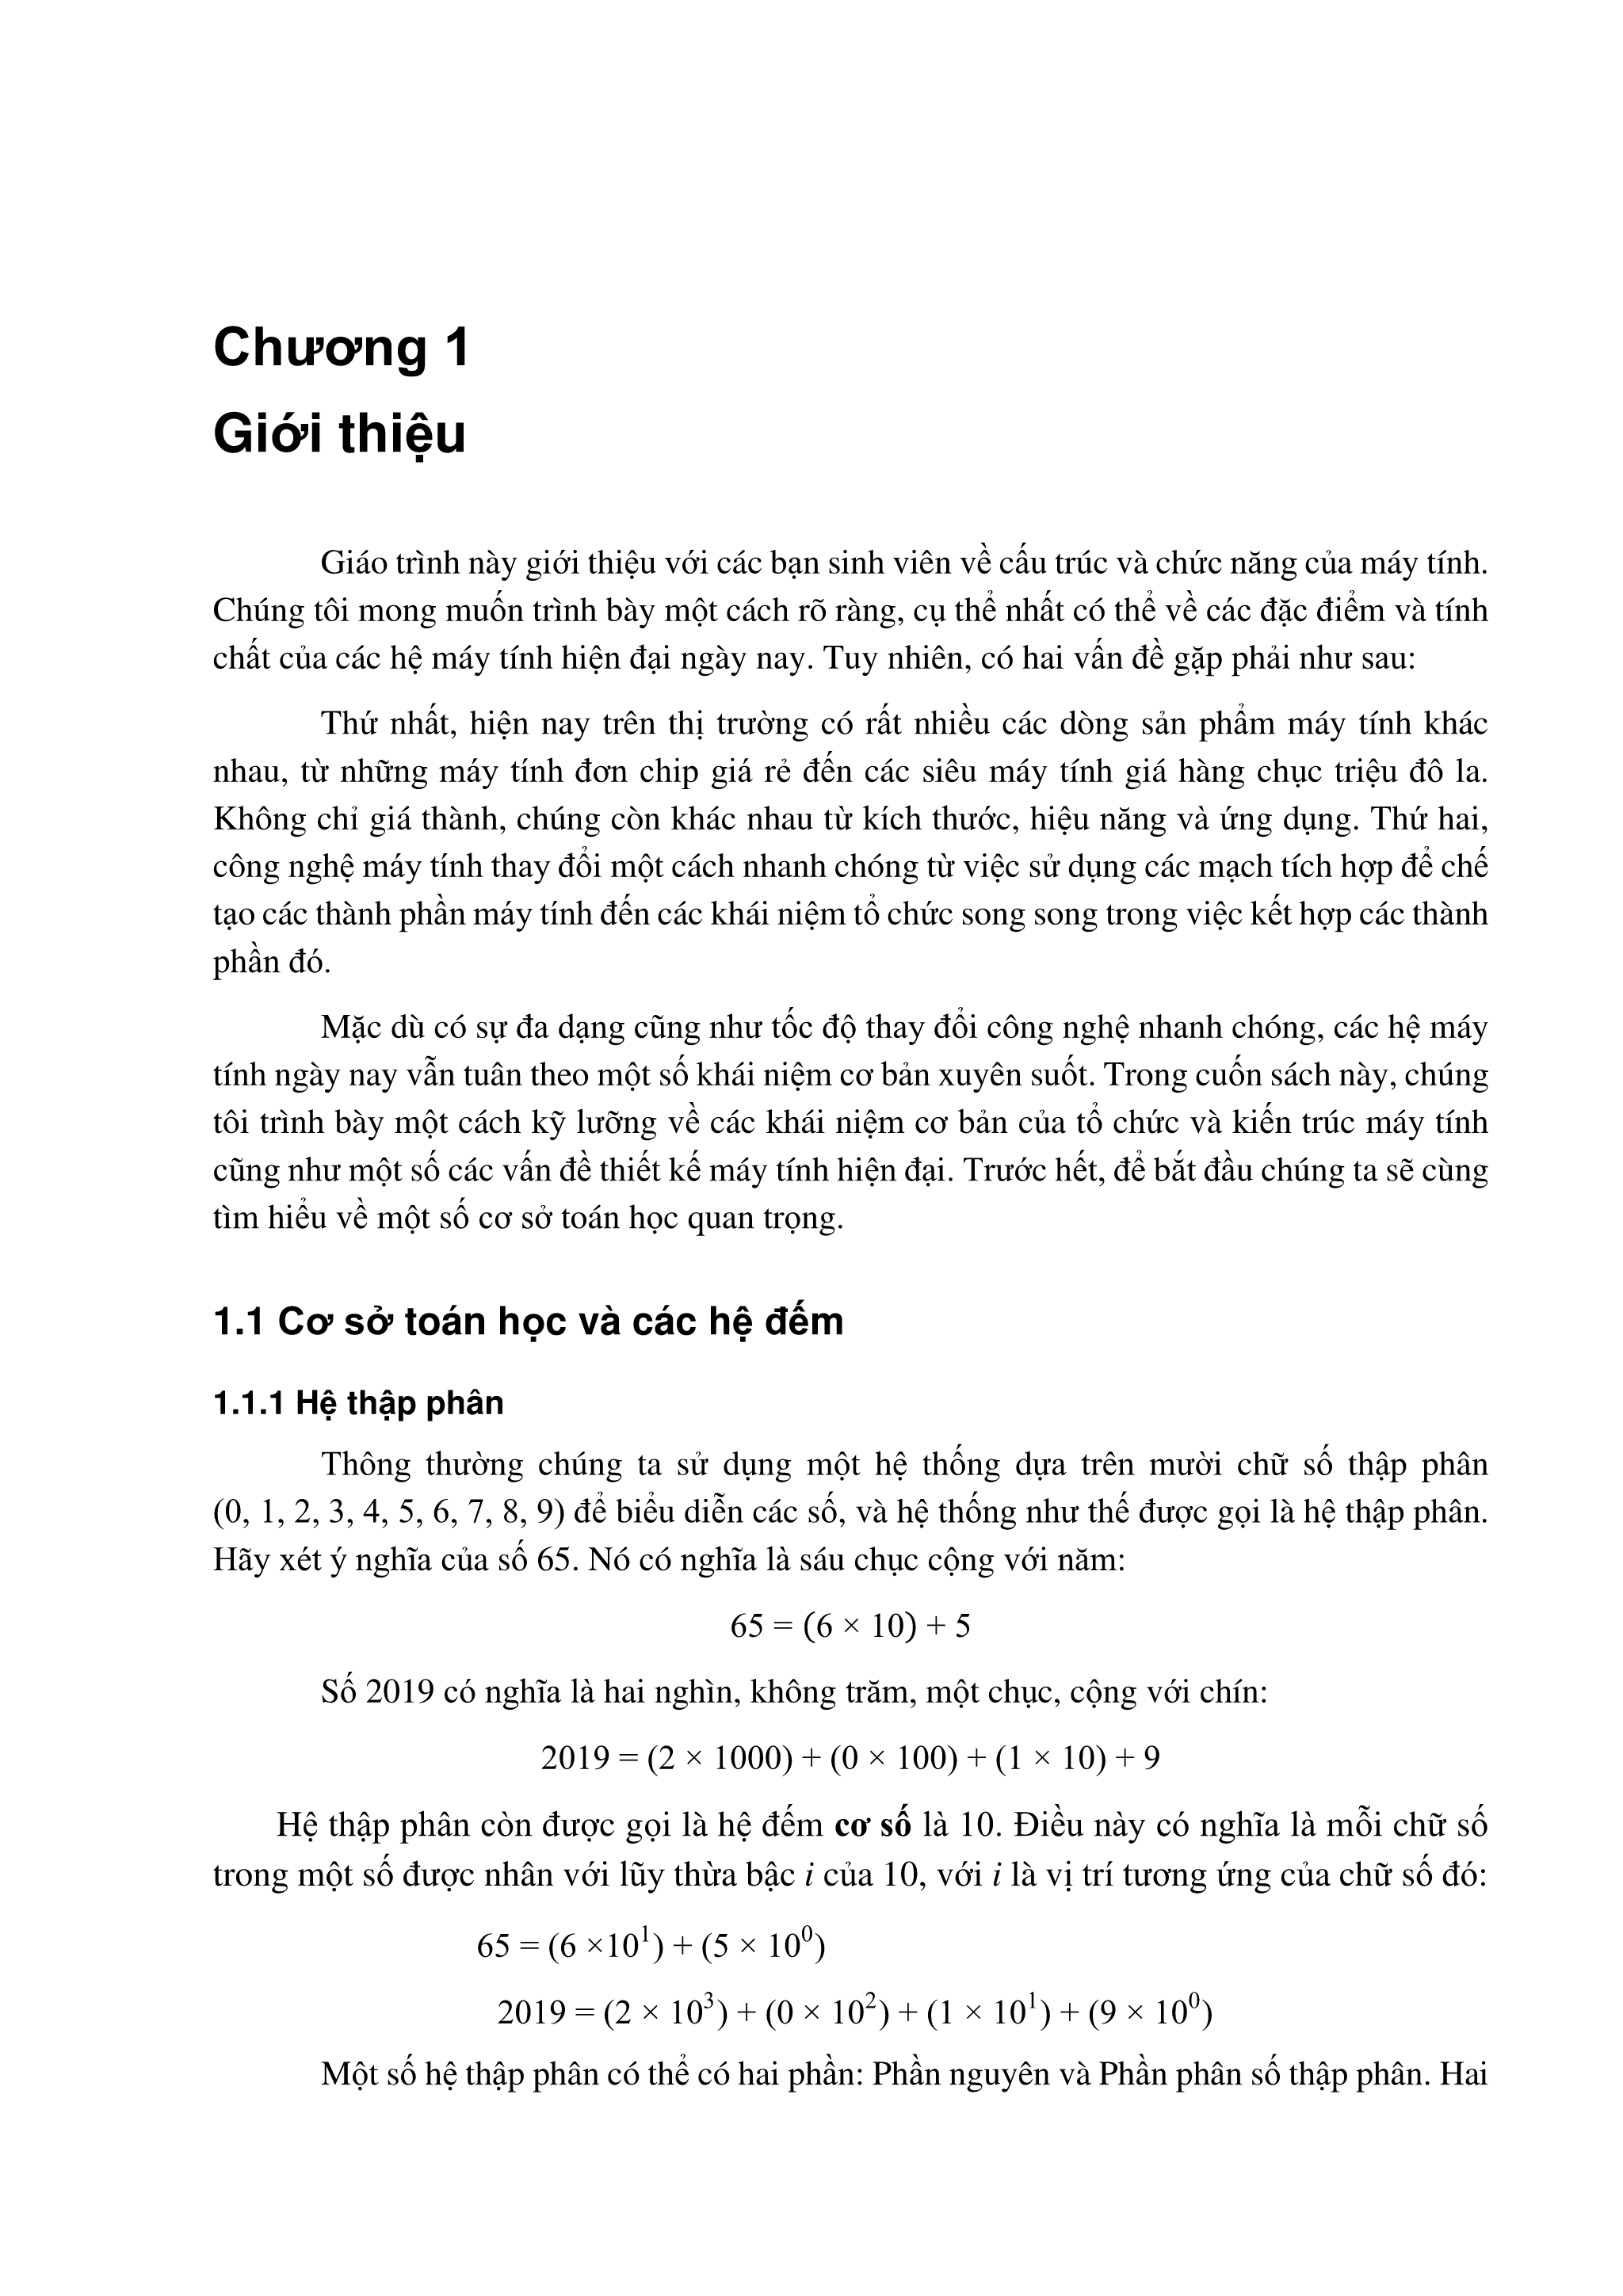 Chương 1
Giới thiệu
Giáo trình này giới thiệu với các bạn sinh viên về cấu trúc và chức năng của máy tính.
Chúng tôi mong muốn trình bày một cách rõ ràng, cụ thể nhất có thể về các đặc điểm và tính
chất của các hệ máy tính hiện đại ngày nay. Tuy nhiên, có hai vấn đề gặp phải như sau:
Thứ nhất, hiện nay trên thị trường có rất nhiều các dòng sản phẩm máy tính khác
nhau, từ những máy tính đơn chip giá rẻ đến các siêu máy tính giá hàng chục triệu đô la.
Không chỉ giá thành, chúng còn khác nhau từ kích thước, hiệu năng và ứng dụng. Thứ hai,
công nghệ máy tính thay đổi một cách nhanh chóng từ việc sử dụng các mạch tích hợp để chế
tạo các thành phần máy tính đến các khái niệm tổ chức song song trong việc kết hợp các thành
phần đó.
Mặc dù có sự đa dạng cũng như tốc độ thay đổi công nghệ nhanh chóng, các hệ máy
tính ngày nay vẫn tuân theo một số khái niệm cơ bản xuyên suốt. Trong cuốn sách này, chúng
tôi trình bày một cách kỹ lưỡng về các khái niệm cơ bản của tổ chức và kiến trúc máy tính
cũng như một số các vấn đề thiết kế máy tính hiện đại. Trước hết, để bắt đầu chúng ta sẽ cùng
tìm hiểu về một số cơ sở toán học quan trọng.
1.1 Cơ sở toán học và các hệ đếm
1.1.1 Hệ thập phân
Thông thường chúng ta sử dụng một hệ thống dựa trên mười chữ số thập phân
(0, 1, 2, 3, 4, 5, 6, 7, 8, 9) để biểu diễn các số, và hệ thống như thế được gọi là hệ thập phân.
Hãy xét ý nghĩa của số 65. Nó có nghĩa là sáu chục cộng với năm:
65 = (6 × 10) + 5
Số 2019 có nghĩa là hai nghìn, không trăm, một chục, cộng với chín:
2019 = (2 × 1000) + (0 × 100) + (1 × 10) + 9
Hệ thập phân còn được gọi là hệ đếm cơ số là 10. Điều này có nghĩa là mỗi chữ số
trong một số được nhân với lũy thừa bậc i của 10, với i là vị trí tương ứng của chữ số đó:
65 = (6 ×10¹) + (5 × 10⁰)
2019 = (2 × 10³) + (0 × 10²) + (1 × 10¹) + (9 × 10⁰)
Một số hệ thập phân có thể có hai phần: Phần nguyên và Phần phân số thập phân. Hai